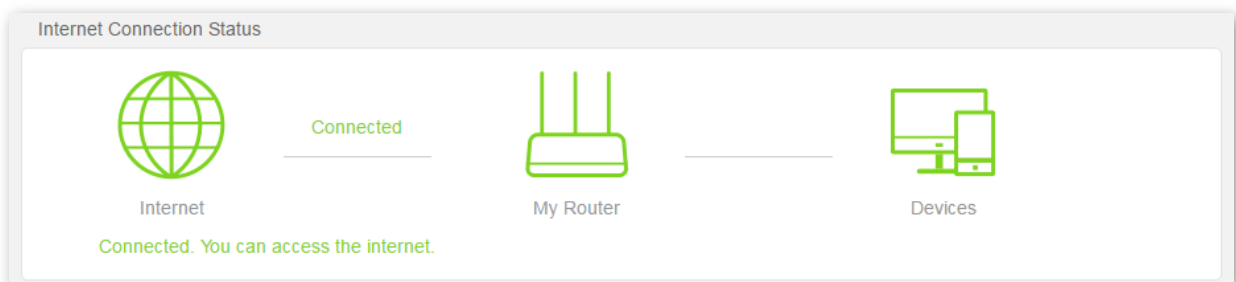 Internet Connection Status
Connected
Internet
My Router
Devices
Connected. You can access the internet.